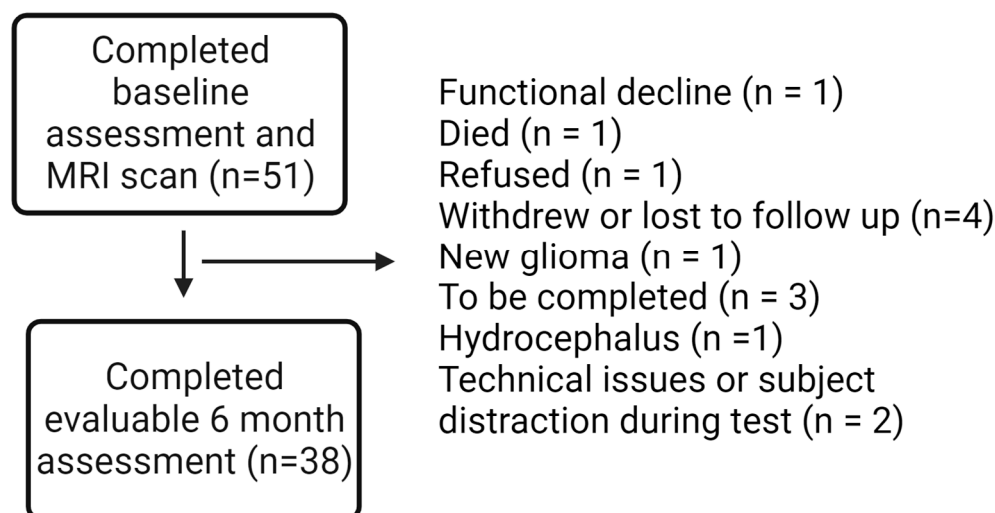 Completed
baseline
assessment and
MRI scan (n=51)
Functional decline (n = 1)
Died (n = 1)
Refused (n = 1)
Withdrew or lost to follow up (n=4)
New glioma (n = 1)
To be completed (n = 3)
Hydrocephalus (n =1)
Technical issues or subject
distraction during test (n = 2)
Completed
evaluable 6 month
assessment (n=38)